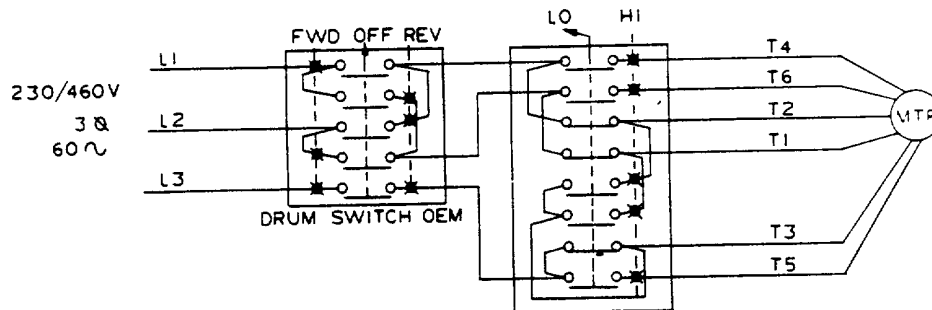 LO HI
FWD OFF REV
L1
T4
230/460V
T6
T2
MTR
3 Ø
L2
T1
60 ~
L3
DRUM SWITCH OEM
T3
T5